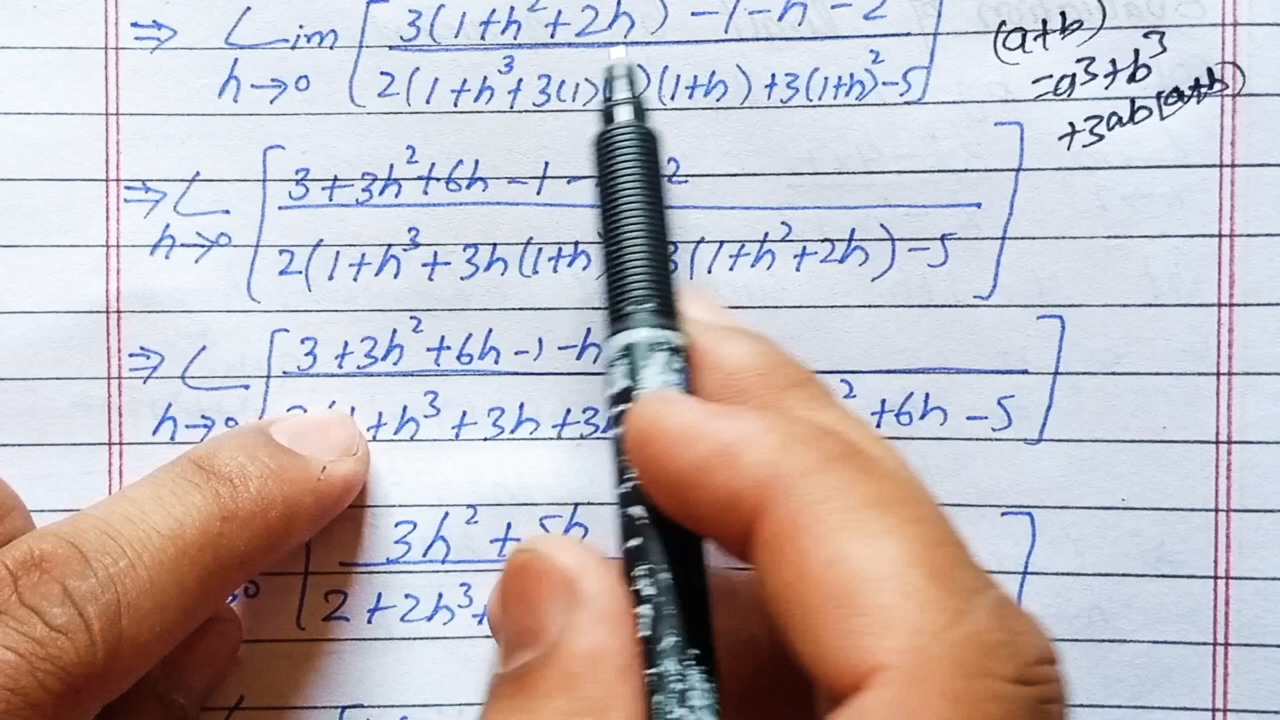 ⇒ Lim [ 3(1+h²+2h) -1-h-2
h→0 2(1+h³+3(1) )(1+h) +3(1+h)²-5 ]
(a+b)
=a³+b³
+3ab(a+b)
⇒ L [ 3+3h²+6h-1- 2
h→0 2(1+h³+3h(1+h) 3(1+h²+2h)-5 ]
⇒ L [ 3+3h²+6h-1-h
h→0 +h³+3h+3 ² +6h-5 ]
[ 3h²+5h
2+2h³+ ]